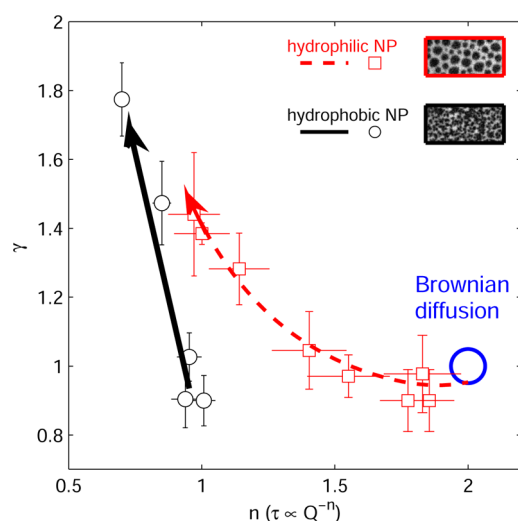 2
1.8
1.6
1.4
1.2
1
0.8
γ
hydrophilic NP
hydrophobic NP
Brownian
diffusion
0.5 1 1.5 2
n (τ ∝ Q⁻ⁿ)